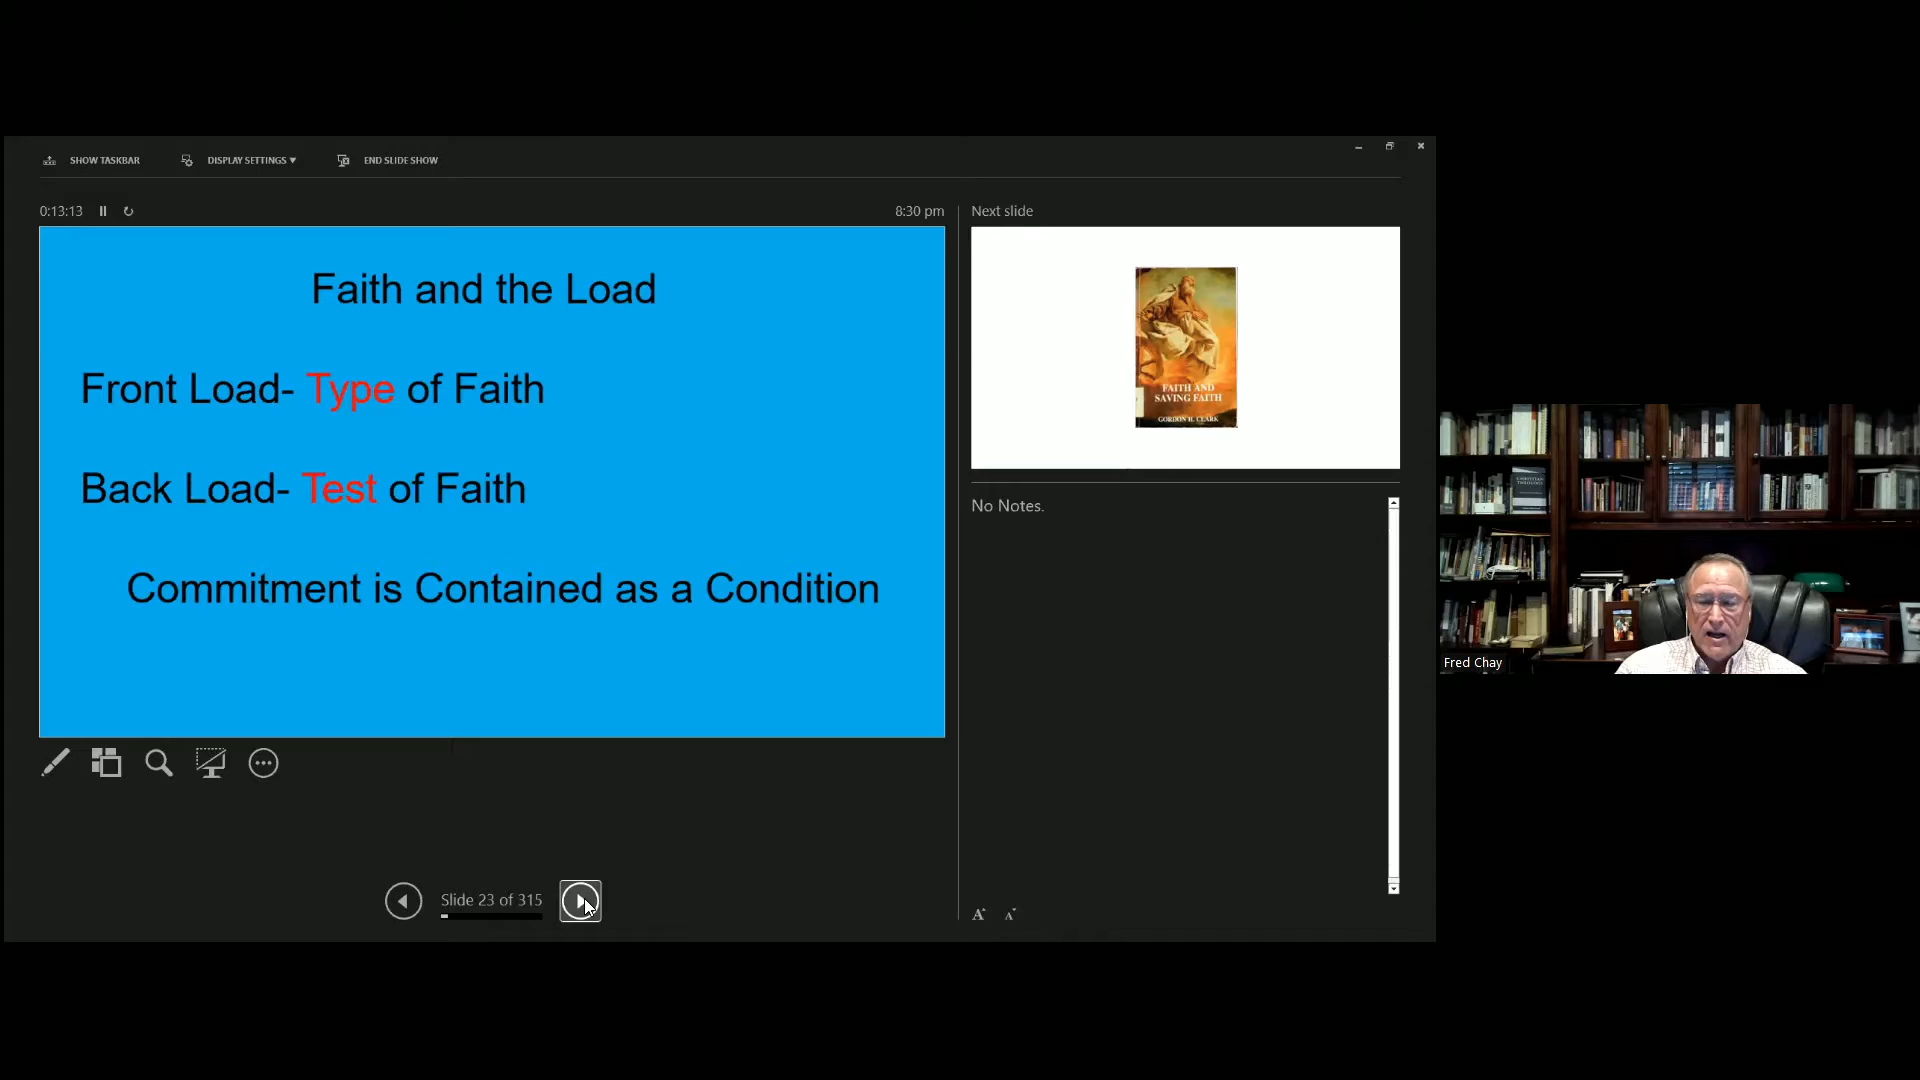 SHOW TASKBAR
DISPLAY SETTINGS ▼
END SLIDE SHOW
0:13:13
8:30 pm
Next slide
Faith and the Load
Front Load- Type of Faith
Back Load- Test of Faith
Commitment is Contained as a Condition
FAITH AND
SAVING FAITH
GORDON H. CLARK
No Notes.
Slide 23 of 315
A A
Fred Chay